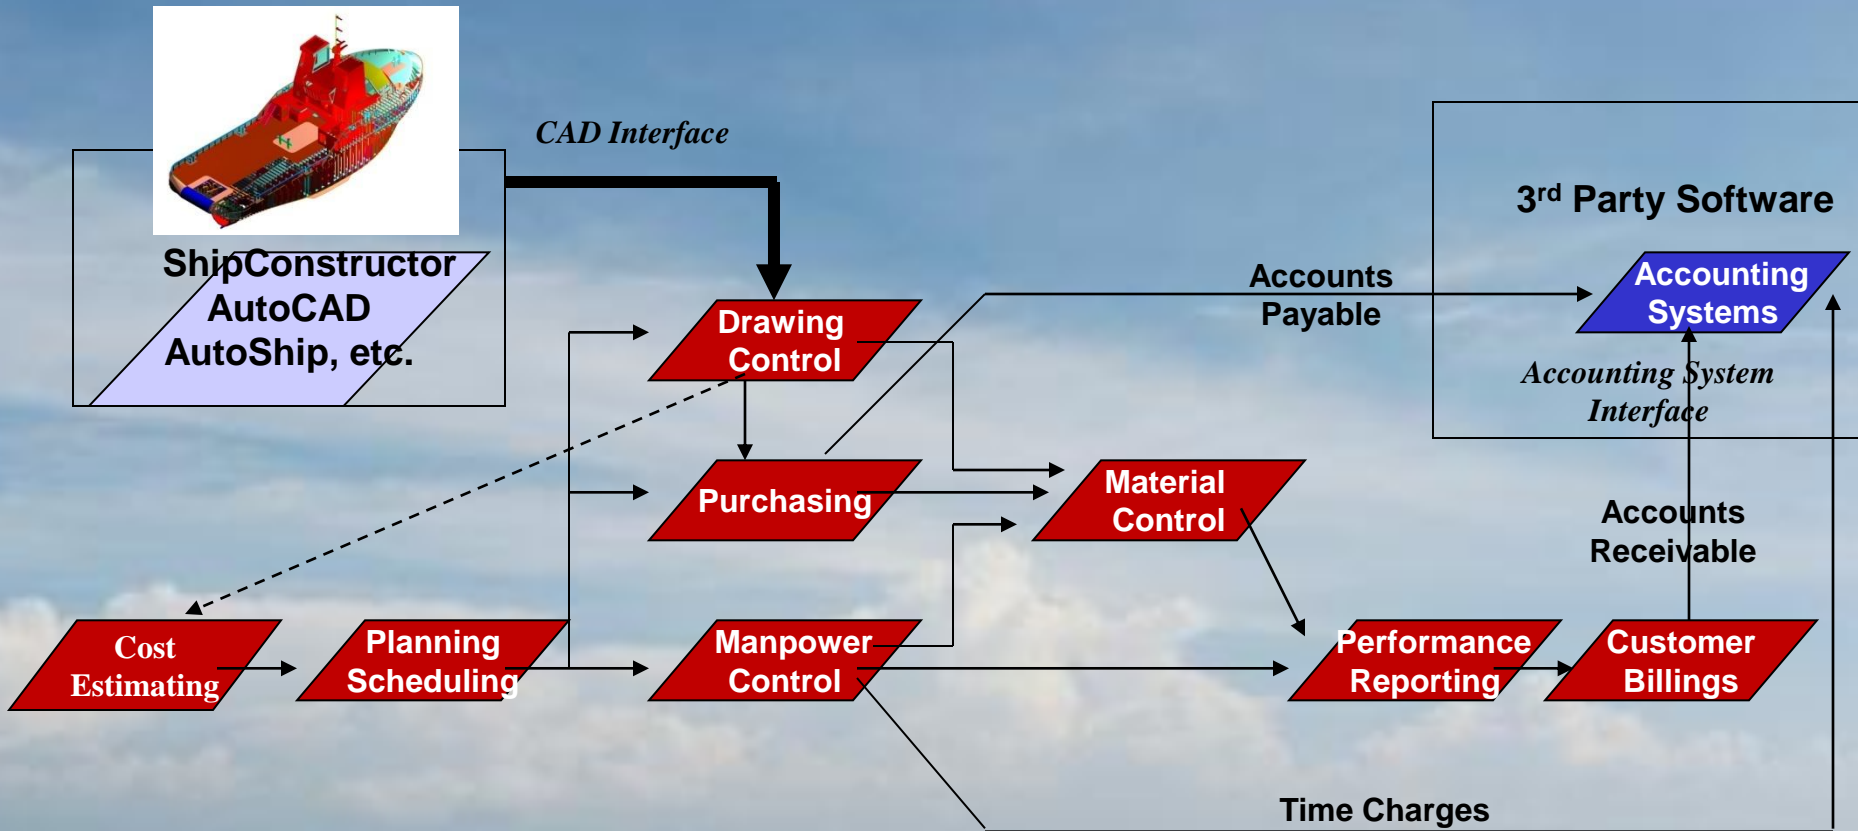 CAD Interface
ShipConstructor
AutoCAD
AutoShip, etc.
3rd Party Software
Accounting
Systems
Accounting System
Interface
Accounts
Payable
Drawing
Control
Purchasing
Material
Control
Accounts
Receivable
Cost
Estimating
Planning
Scheduling
Manpower
Control
Performance
Reporting
Customer
Billings
Time Charges